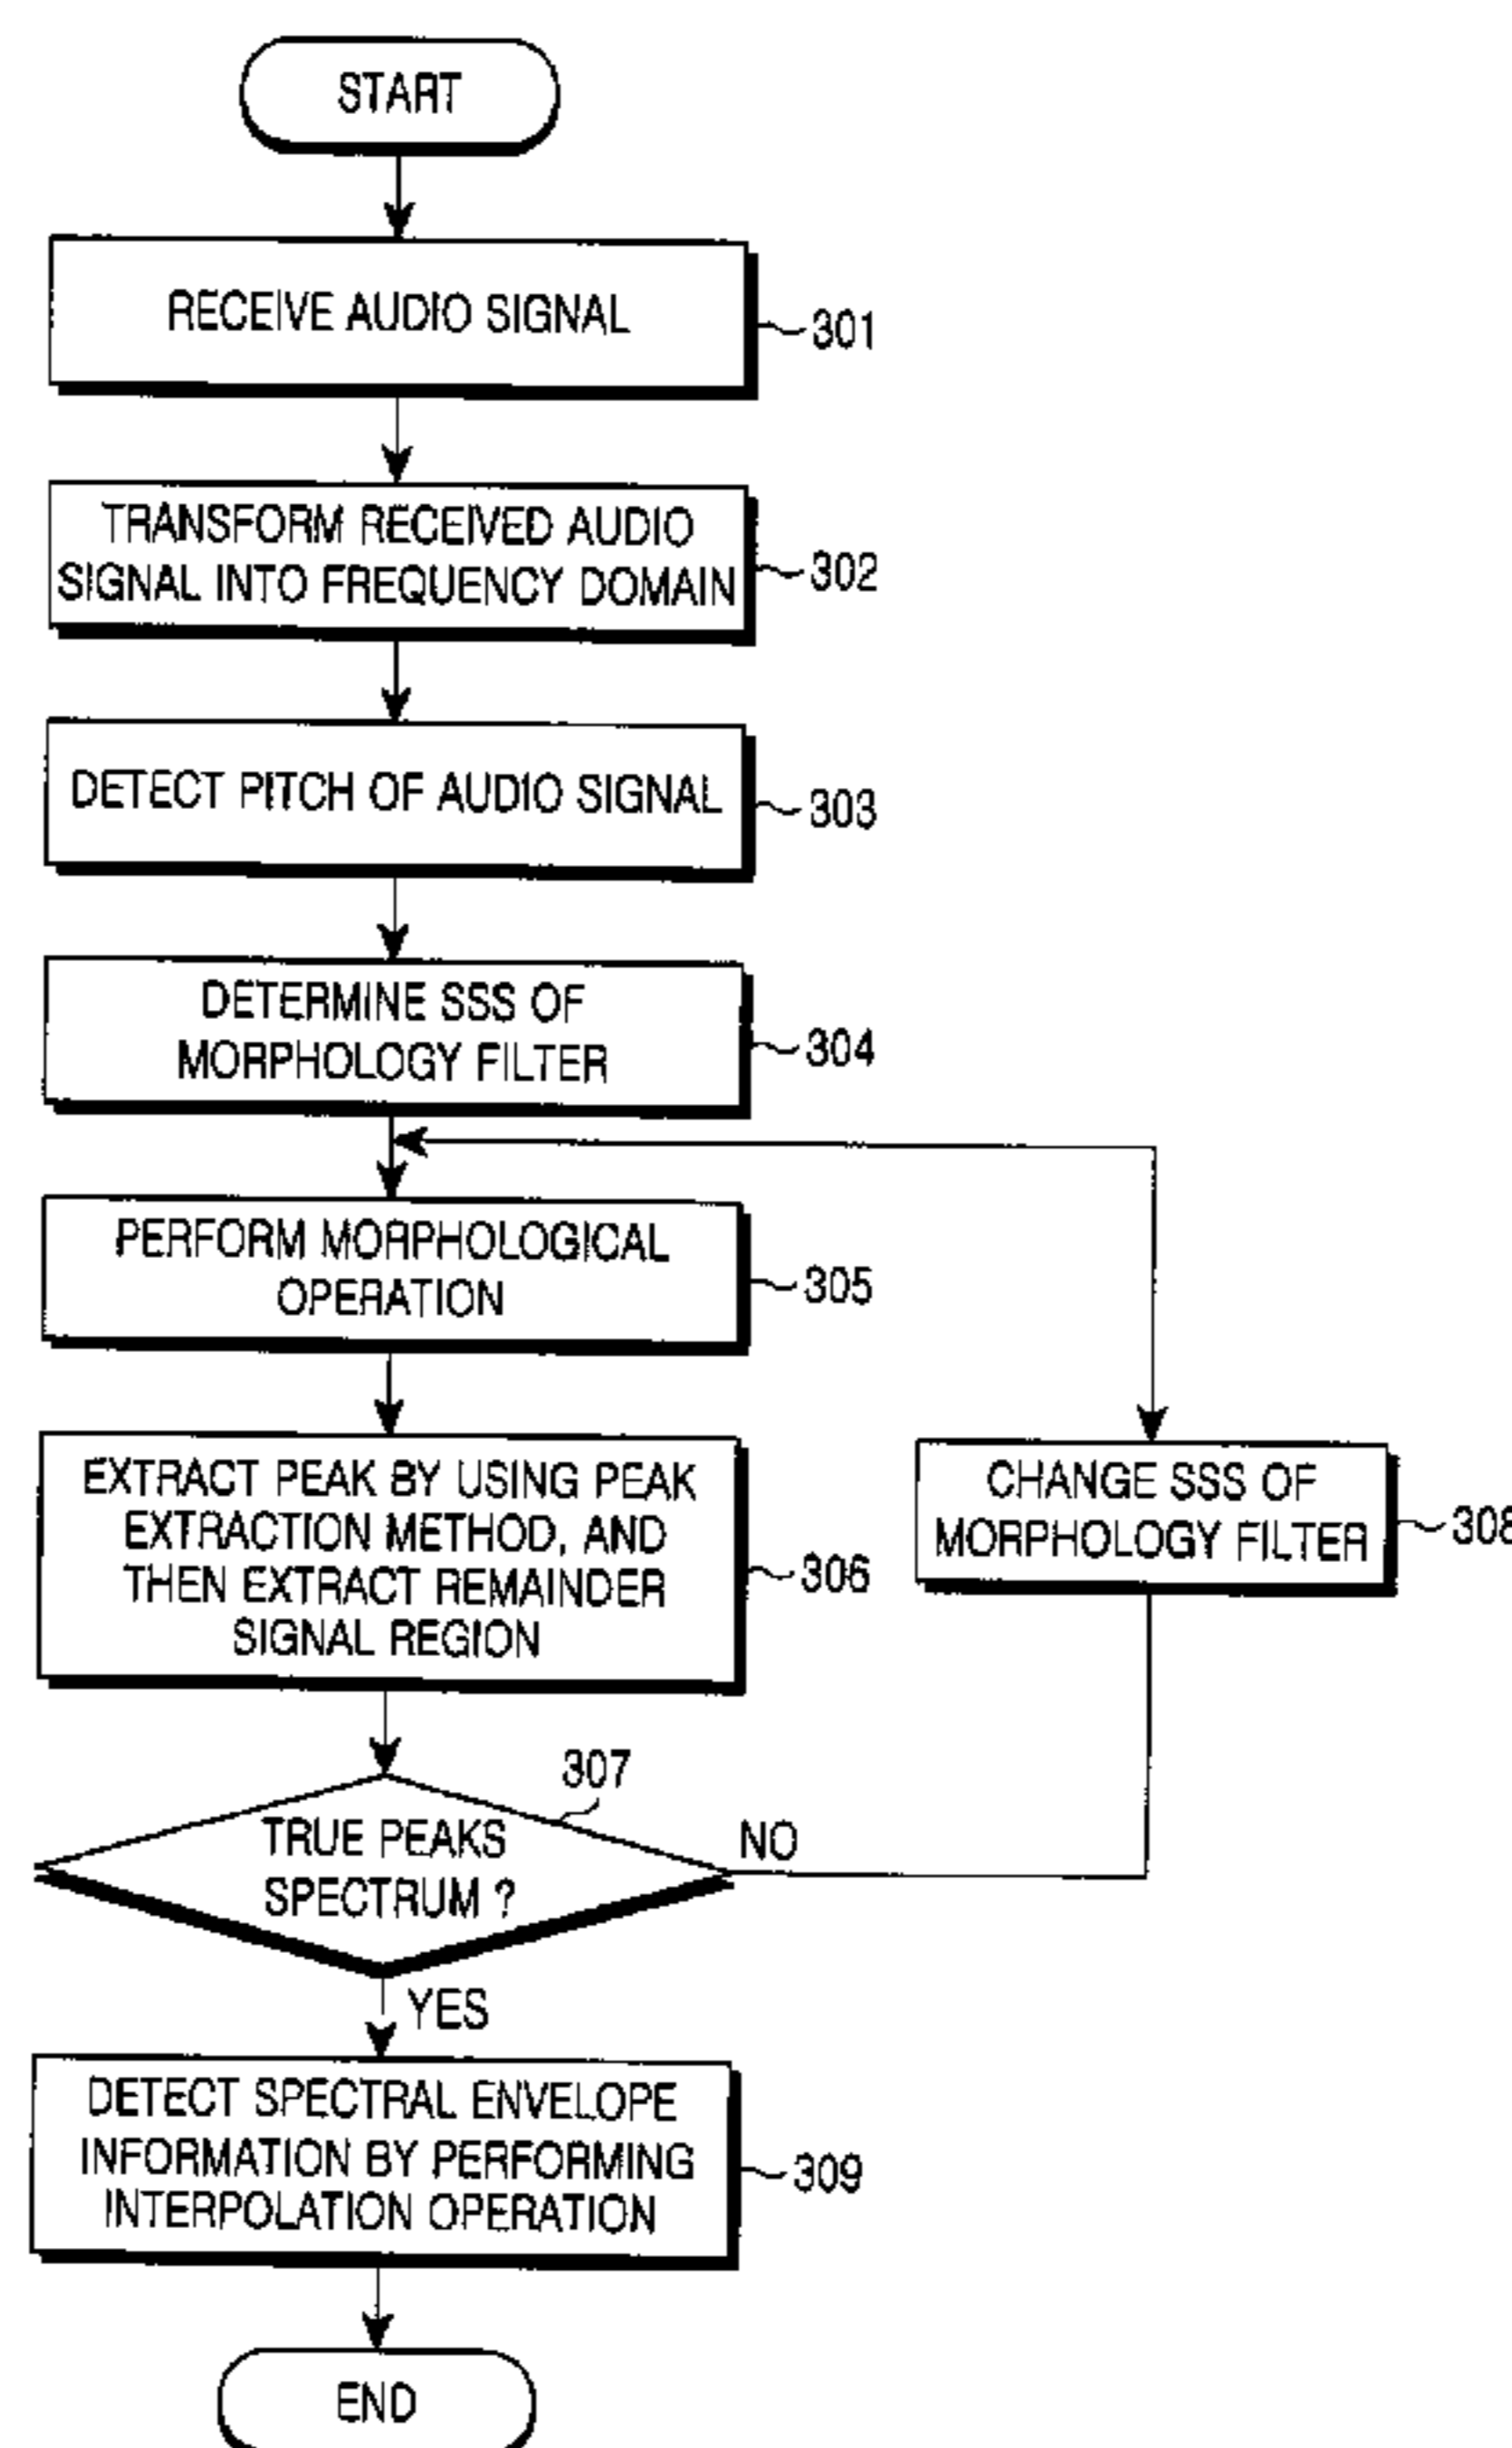 START
RECEIVE AUDIO SIGNAL
301
TRANSFORM RECEIVED AUDIO
SIGNAL INTO FREQUENCY DOMAIN
302
DETECT PITCH OF AUDIO SIGNAL
303
DETERMINE SSS OF
MORPHOLOGY FILTER
304
PERFORM MORPHOLOGICAL
OPERATION
305
EXTRACT PEAK BY USING PEAK
EXTRACTION METHOD, AND
THEN EXTRACT REMAINDER
SIGNAL REGION
306
CHANGE SSS OF
MORPHOLOGY FILTER
308
307
TRUE PEAKS
SPECTRUM ?
NO
YES
DETECT SPECTRAL ENVELOPE
INFORMATION BY PERFORMING
INTERPOLATION OPERATION
309
END